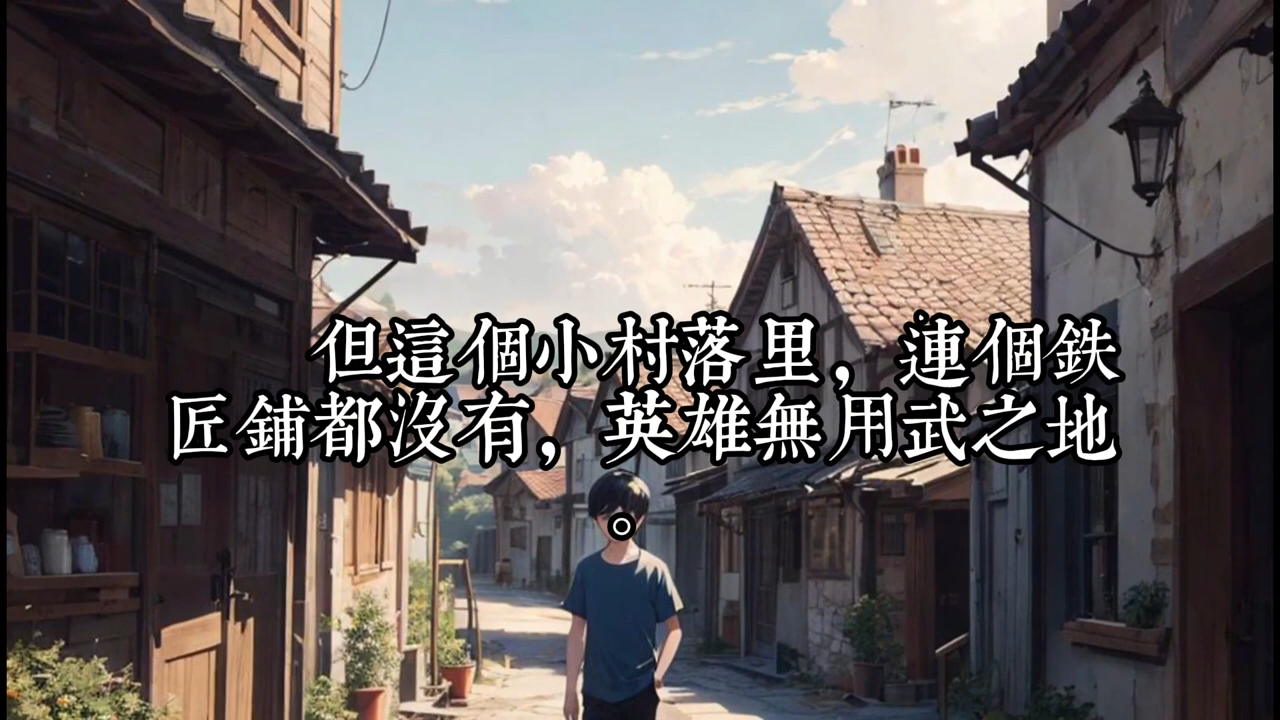 但這個小村落里，連個鉄
匠鋪都沒有，英雄無用武之地
。